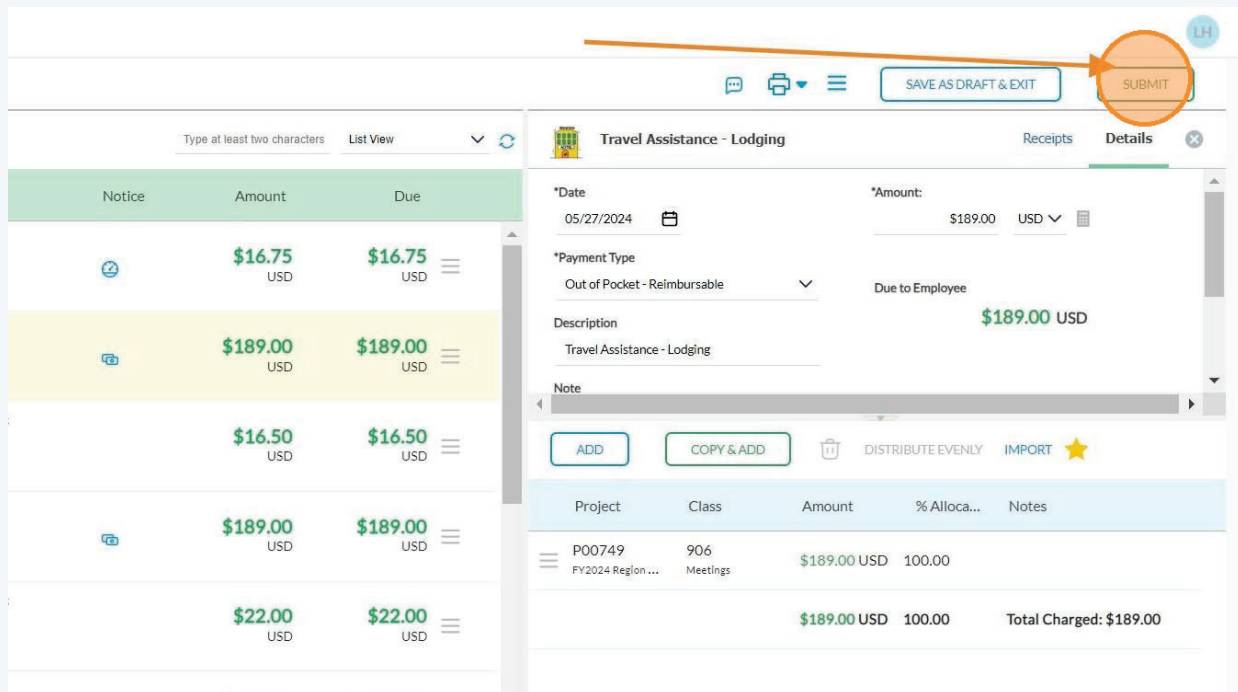 LH
SAVE AS DRAFT & EXIT
SUBMIT
Type at least two characters
List View
Notice
Amount
Due
$16.75
USD
$16.75
USD
$189.00
USD
$189.00
USD
$16.50
USD
$16.50
USD
$189.00
USD
$189.00
USD
$22.00
USD
$22.00
USD
Travel Assistance - Lodging
Receipts
Details
*Date
*Amount:
05/27/2024
$189.00
USD
*Payment Type
Out of Pocket - Reimbursable
Due to Employee
$189.00 USD
Description
Travel Assistance - Lodging
Note
ADD
COPY & ADD
DISTRIBUTE EVENLY
IMPORT
Project
Class
Amount
% Alloca...
Notes
P00749
906
$189.00 USD
100.00
FY2024 Region ...
Meetings
$189.00 USD
100.00
Total Charged: $189.00